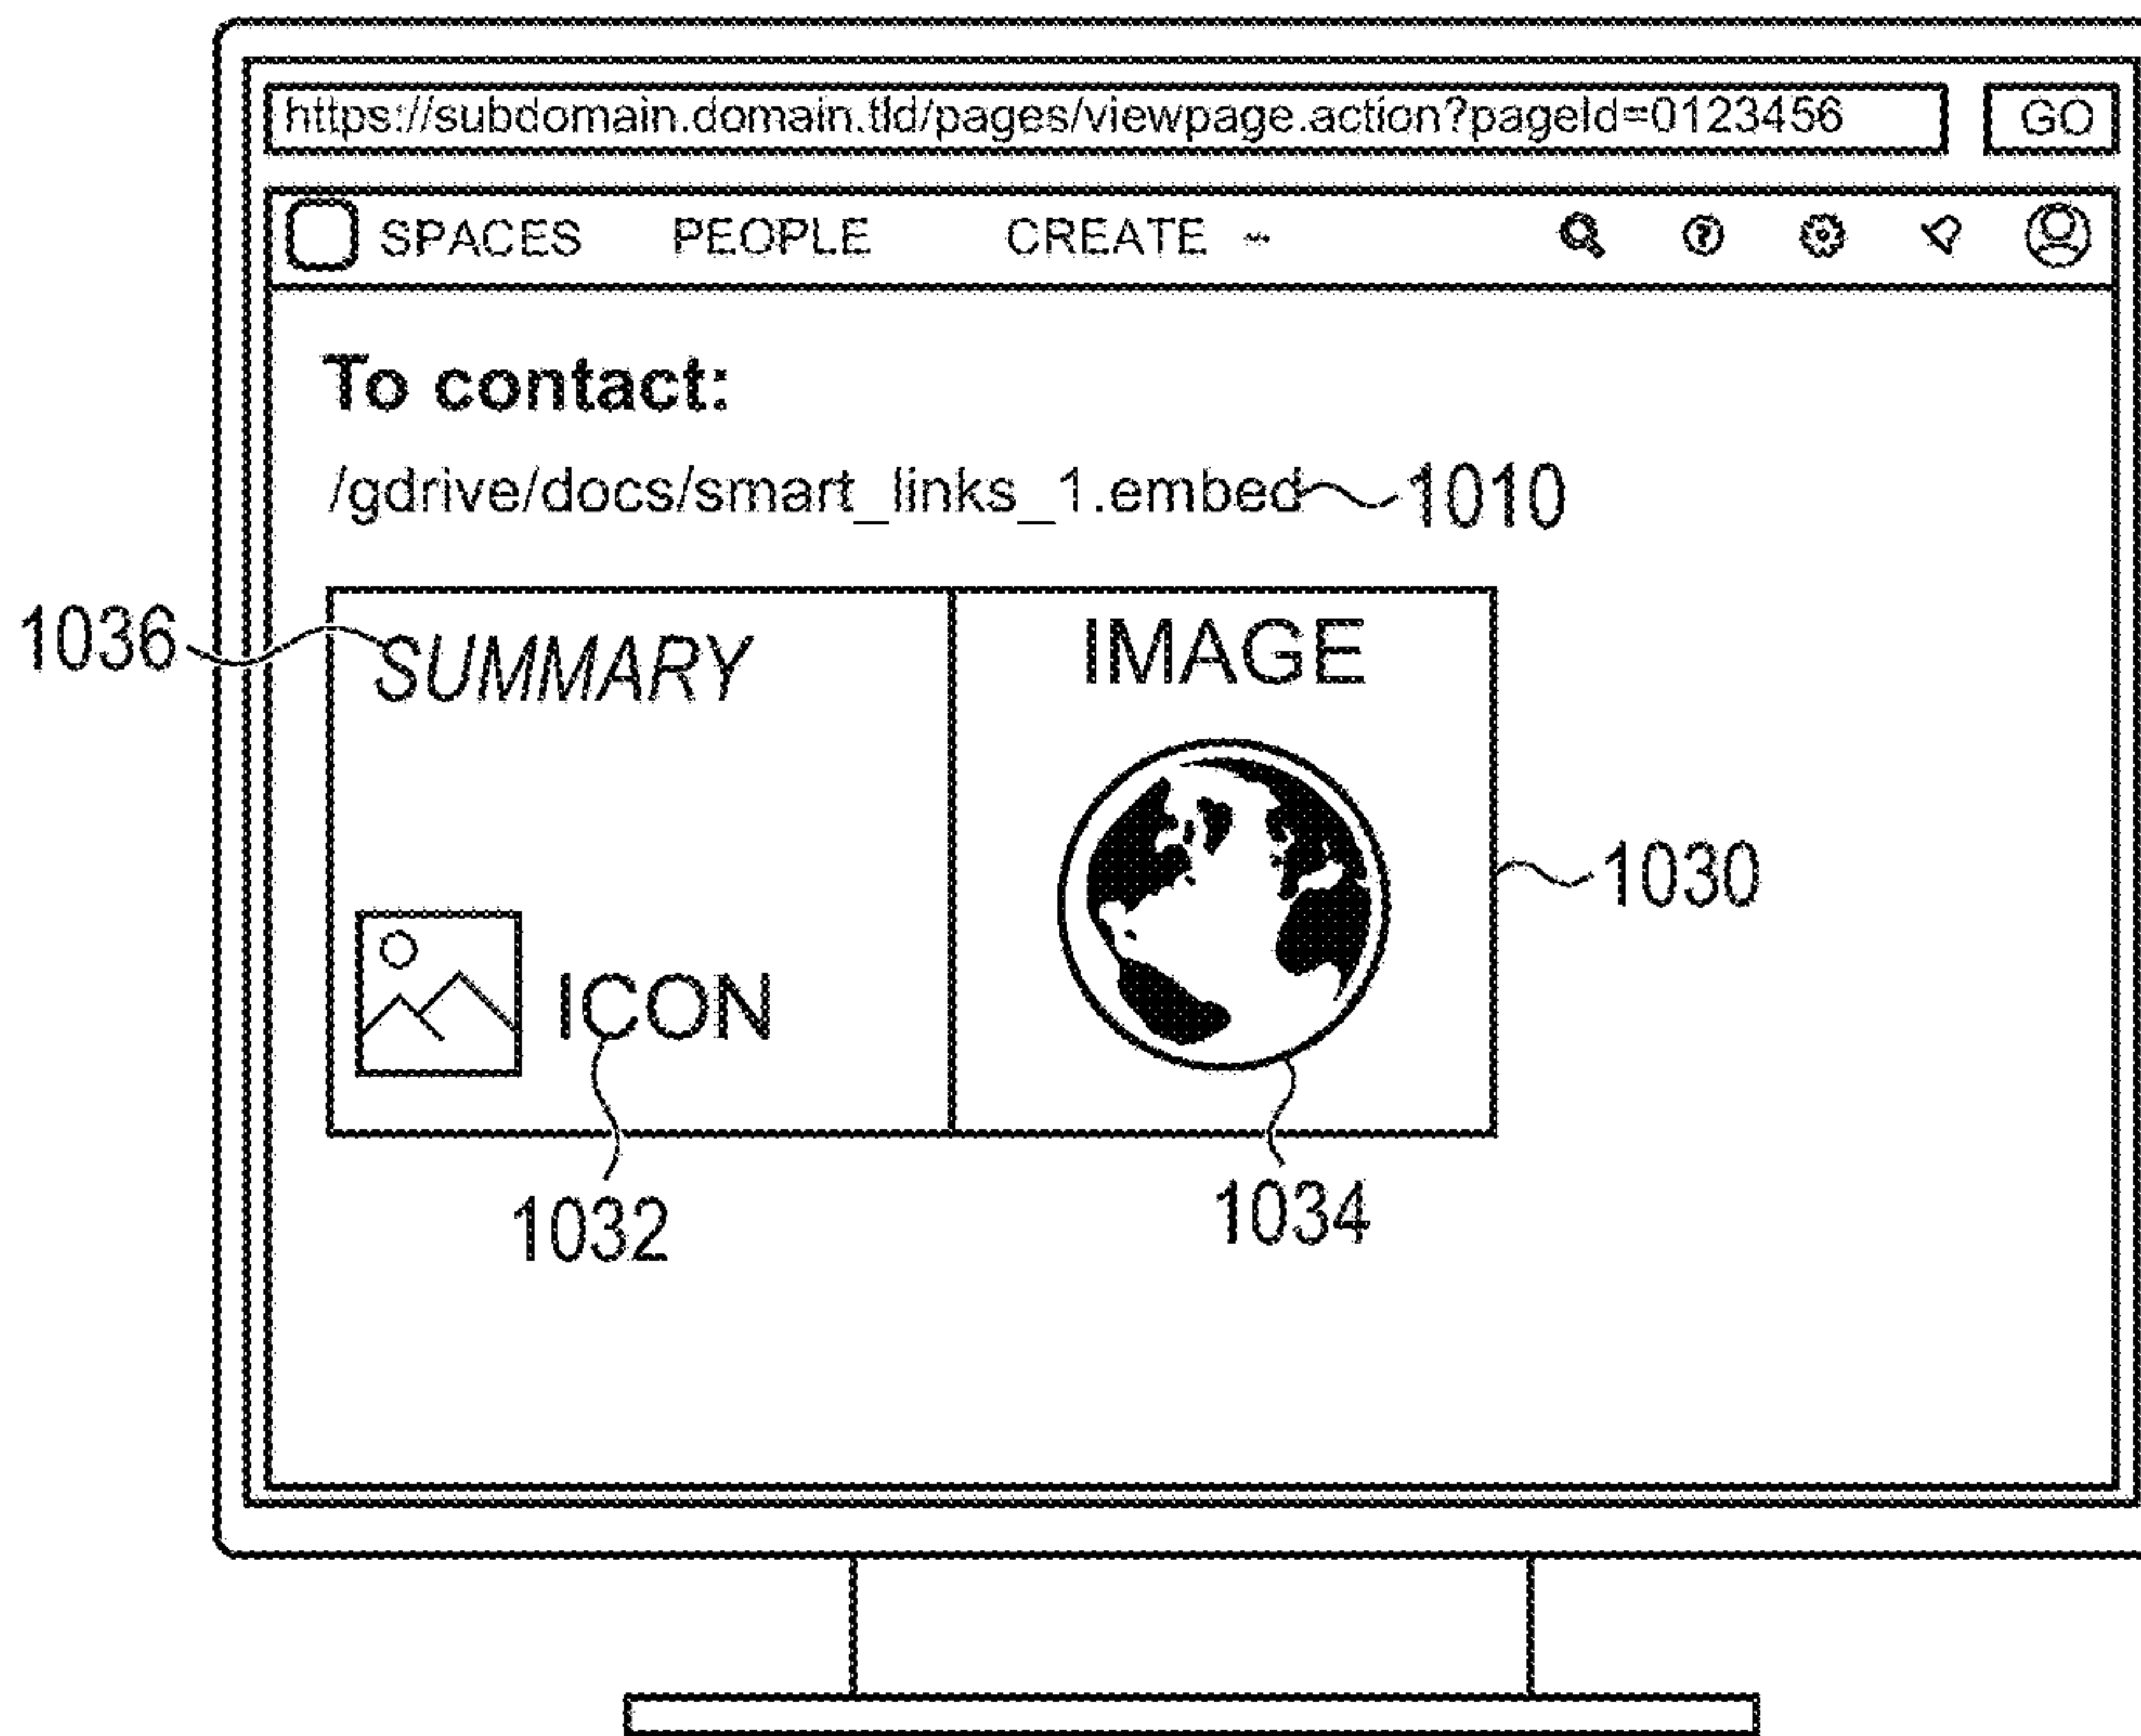 https://subdomain.domain.tld/pages/viewpage.action?pageId=0123456 GO
SPACES PEOPLE CREATE
To contact:
/gdrive/docs/smart_links_1.embed 1010
1036 SUMMARY IMAGE
1030
ICON
1032 1034